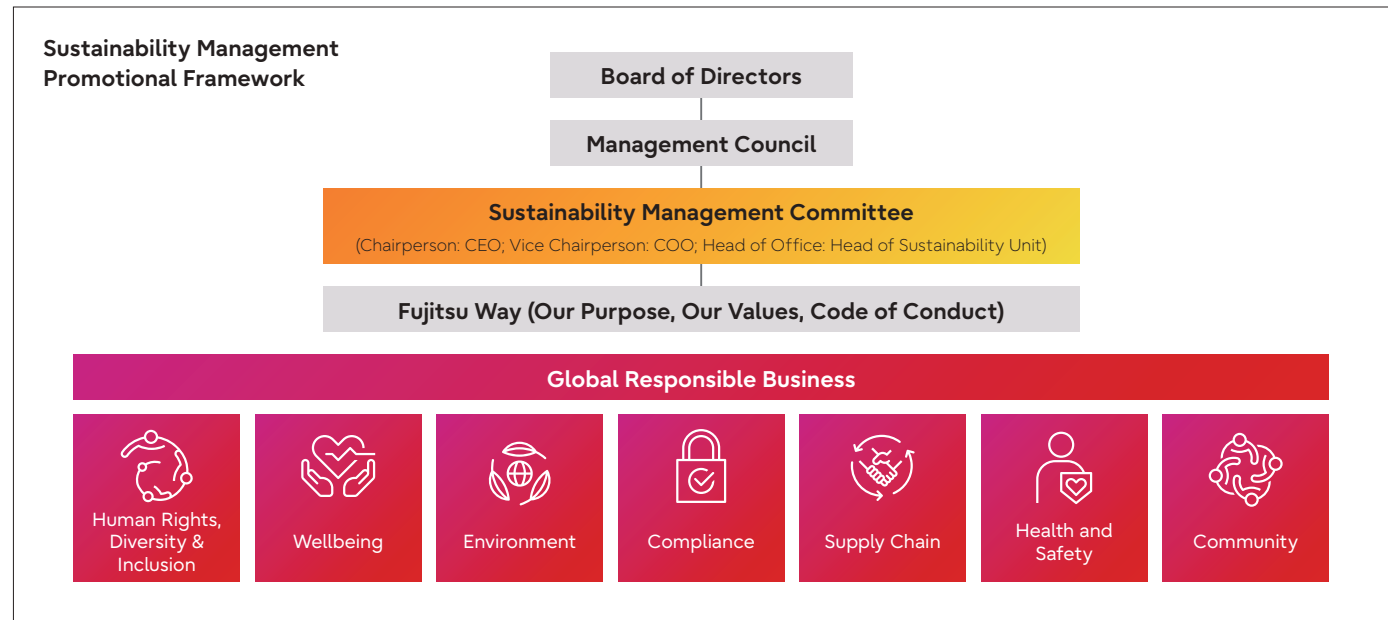 Sustainability Management
Promotional Framework
Board of Directors
Management Council
Sustainability Management Committee
(Chairperson: CEO; Vice Chairperson: COO; Head of Office: Head of Sustainability Unit)
Fujitsu Way (Our Purpose, Our Values, Code of Conduct)
Global Responsible Business
Human Rights,
Diversity &
Inclusion
Wellbeing
Environment
Compliance
Supply Chain
Health and
Safety
Community